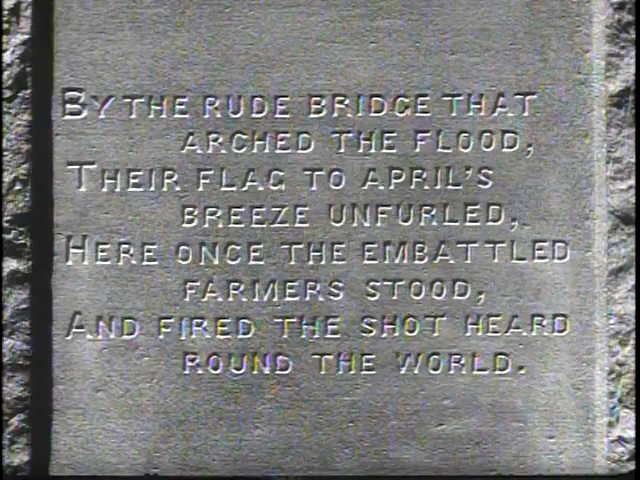 BY THE RUDE BRIDGE THAT
ARCHED THE FLOOD,
THEIR FLAG TO APRIL'S
BREEZE UNFURLED,
HERE ONCE THE EMBATTLED
FARMERS STOOD,
AND FIRED THE SHOT HEARD
ROUND THE WORLD.